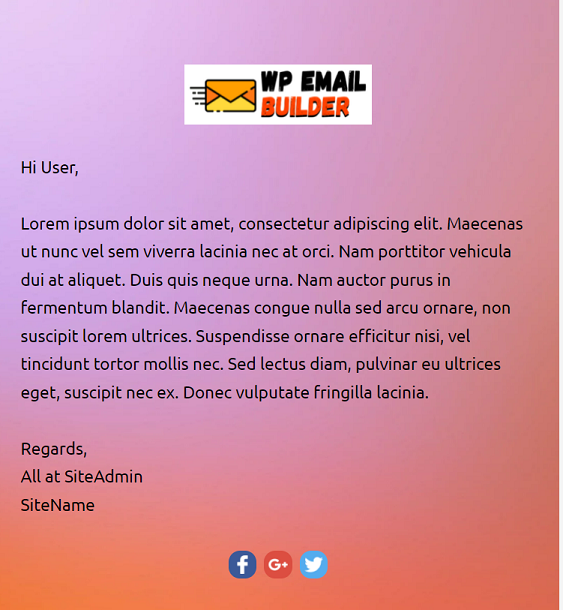 WP EMAIL
BUILDER
Hi User,
Lorem ipsum dolor sit amet, consectetur adipiscing elit. Maecenas
ut nunc vel sem viverra lacinia nec at orci. Nam porttitor vehicula
dui at aliquet. Duis quis neque urna. Nam auctor purus in
fermentum blandit. Maecenas congue nulla sed arcu ornare, non
suscipit lorem ultrices. Suspendisse ornare efficitur nisi, vel
tincidunt tortor mollis nec. Sed lectus diam, pulvinar eu ultrices
eget, suscipit nec ex. Donec vulputate fringilla lacinia.
Regards,
All at SiteAdmin
SiteName
f G+